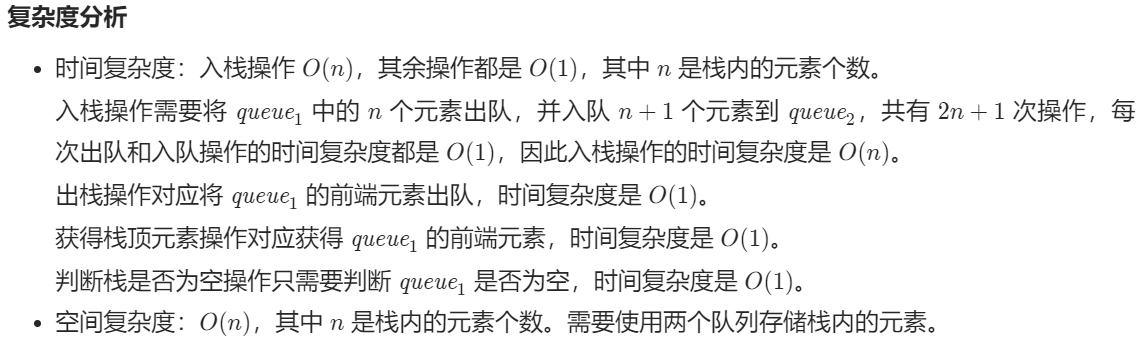 复杂度分析
• 时间复杂度：入栈操作 O(n)，其余操作都是 O(1)，其中 n 是栈内的元素个数。
入栈操作需要将 queue₁ 中的 n 个元素出队，并入队 n + 1 个元素到 queue₂，共有 2n + 1 次操作，每
次出队和入队操作的时间复杂度都是 O(1)，因此入栈操作的时间复杂度是 O(n)。
出栈操作对应将 queue₁ 的前端元素出队，时间复杂度是 O(1)。
获得栈顶元素操作对应获得 queue₁ 的前端元素，时间复杂度是 O(1)。
判断栈是否为空操作只需要判断 queue₁ 是否为空，时间复杂度是 O(1)。
• 空间复杂度：O(n)，其中 n 是栈内的元素个数。需要使用两个队列存储栈内的元素。